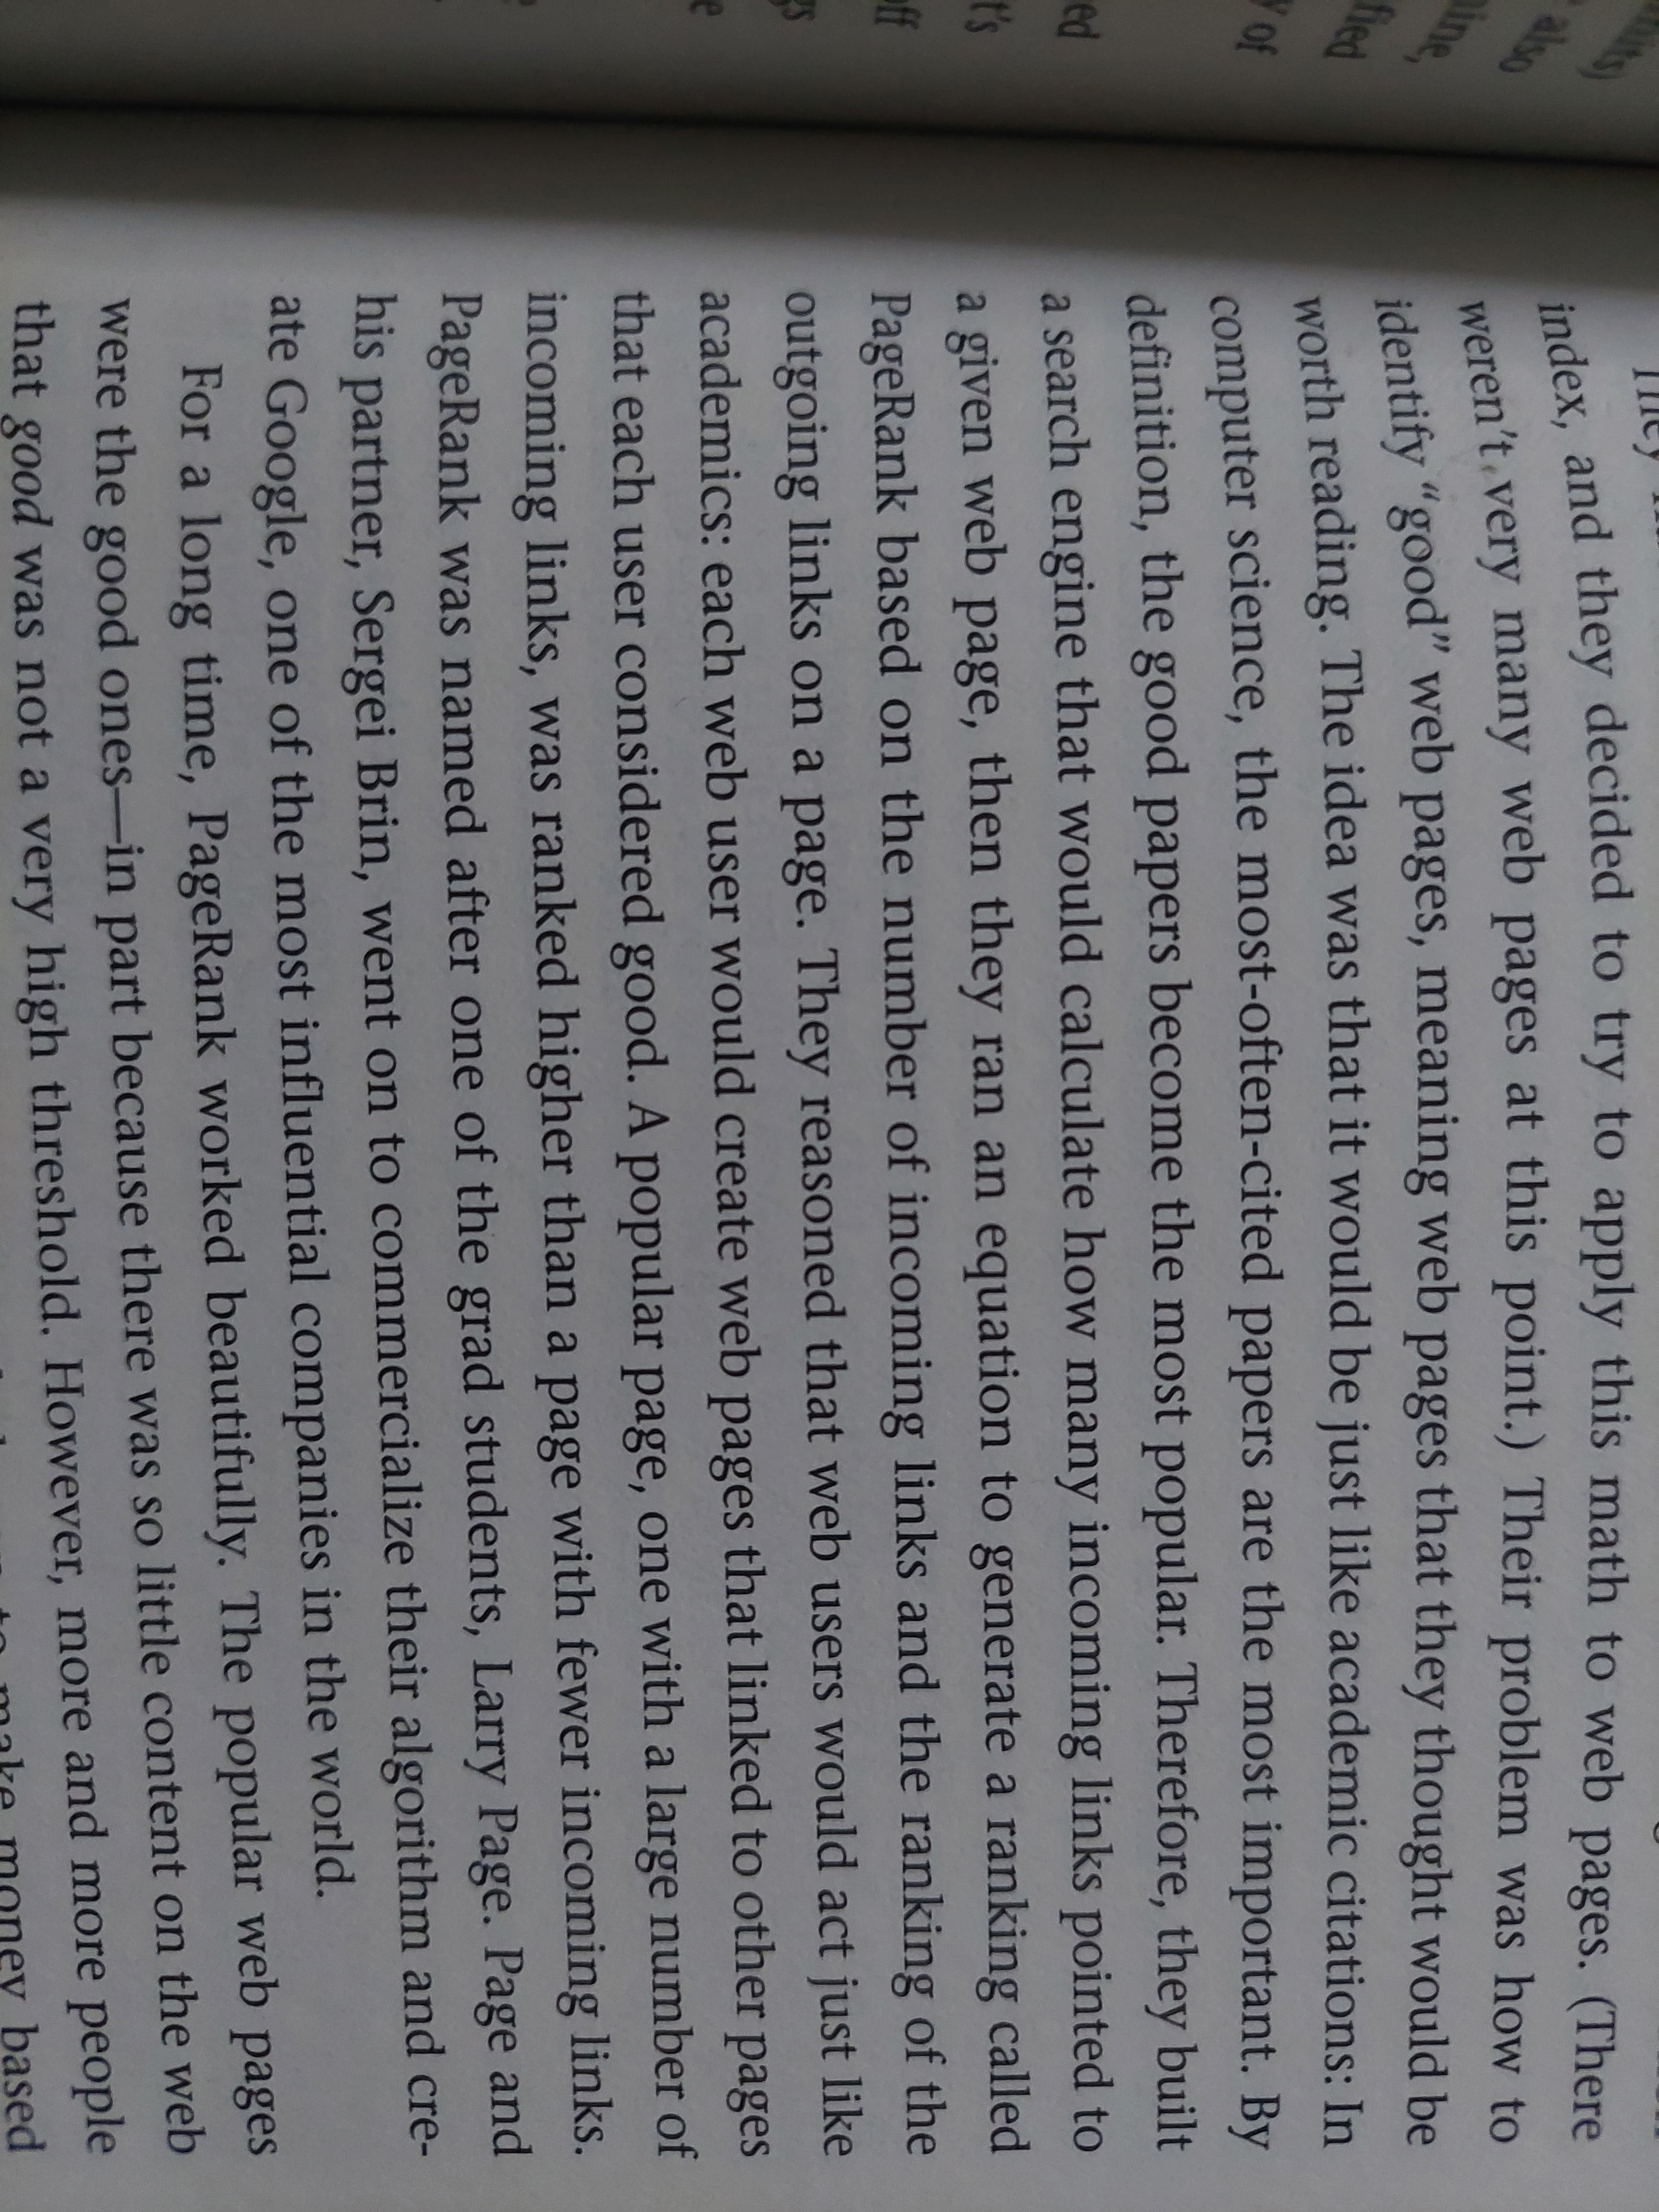 They
index, and they decided to try to apply this math to web pages. (There
weren't very many web pages at this point.) Their problem was how to
identify “good” web pages, meaning web pages that they thought would be
worth reading. The idea was that it would be just like academic citations: In
computer science, the most-often-cited papers are the most important. By
definition, the good papers become the most popular. Therefore, they built
a search engine that would calculate how many incoming links pointed to
a given web page, then they ran an equation to generate a ranking called
PageRank based on the number of incoming links and the ranking of the
outgoing links on a page. They reasoned that web users would act just like
academics: each web user would create web pages that linked to other pages
that each user considered good. A popular page, one with a large number of
incoming links, was ranked higher than a page with fewer incoming links.
PageRank was named after one of the grad students, Larry Page. Page and
his partner, Sergei Brin, went on to commercialize their algorithm and cre-
ate Google, one of the most influential companies in the world.
For a long time, PageRank worked beautifully. The popular web pages
were the good ones—in part because there was so little content on the web
that good was not a very high threshold. However, more and more people
to make money based